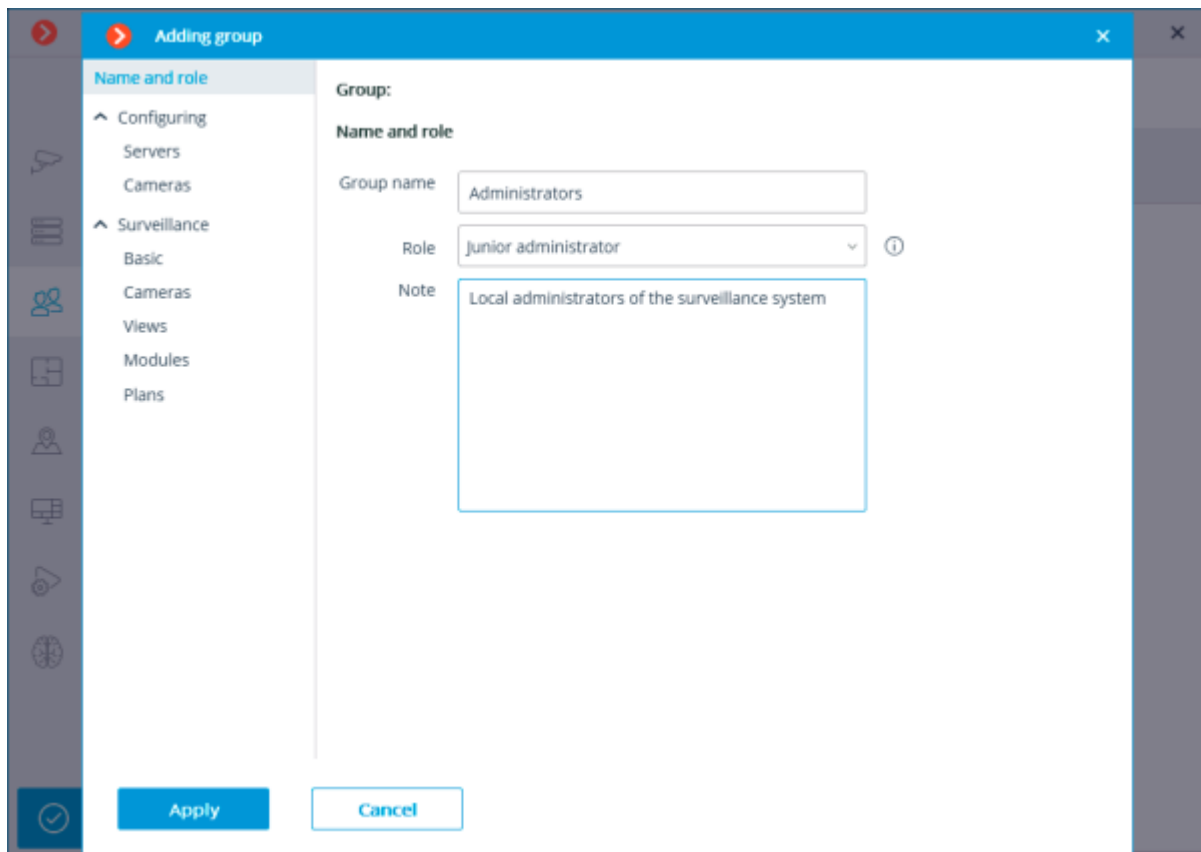 Adding group
Name and role
Configuring
Servers
Cameras
Surveillance
Basic
Cameras
Views
Modules
Plans
Group:
Name and role
Group name
Administrators
Role
Junior administrator
Note
Local administrators of the surveillance system
Apply
Cancel